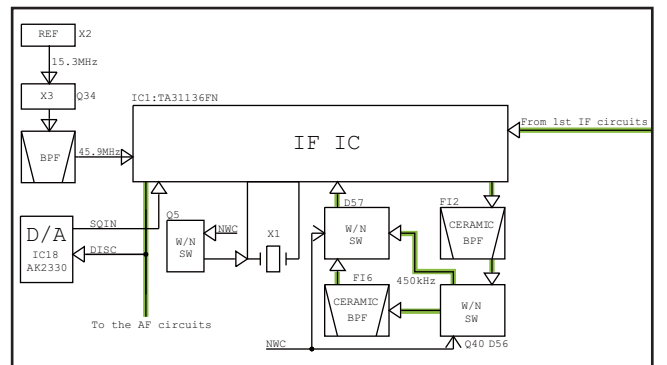 REF X2
15.3MHz
X3 Q34
BPF
45.9MHz
IC1:TA31136FN
IF IC
From 1st IF circuits
D/A
IC18
AK2330
SQIN
DISC
Q5
W/N
SW
NWC
X1
D57
W/N
SW
FI2
CERAMIC
BPF
450kHz
FI6
CERAMIC
BPF
W/N
SW
Q40 D56
NWC
To the AF circuits